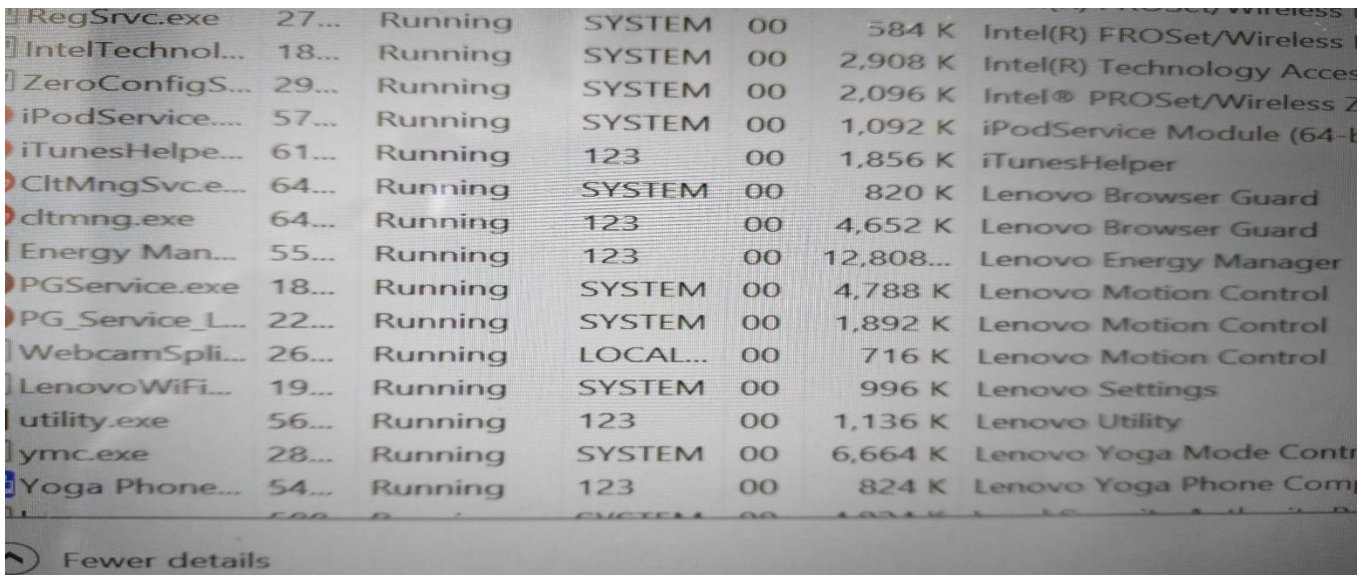 RegSrvc.exe 27... Running SYSTEM 00 584 K Intel(R) PROSet/Wireless
IntelTechnol... 18... Running SYSTEM 00 2,908 K Intel(R) Technology Acces
ZeroConfigS... 29... Running SYSTEM 00 2,096 K Intel® PROSet/Wireless Z
iPodService.... 57... Running SYSTEM 00 1,092 K iPodService Module (64-b
iTunesHelpe... 61... Running 123 00 1,856 K iTunesHelper
CltMngSvc.e... 64... Running SYSTEM 00 820 K Lenovo Browser Guard
cltmng.exe 64... Running 123 00 4,652 K Lenovo Browser Guard
Energy Man... 55... Running 123 00 12,808... Lenovo Energy Manager
PGService.exe 18... Running SYSTEM 00 4,788 K Lenovo Motion Control
PG_Service_L... 22... Running SYSTEM 00 1,892 K Lenovo Motion Control
WebcamSpli... 26... Running LOCAL... 00 716 K Lenovo Motion Control
LenovoWiFi... 19... Running SYSTEM 00 996 K Lenovo Settings
utility.exe 56... Running 123 00 1,136 K Lenovo Utility
ymc.exe 28... Running SYSTEM 00 6,664 K Lenovo Yoga Mode Contr
Yoga Phone... 54... Running 123 00 824 K Lenovo Yoga Phone Com
Fewer details